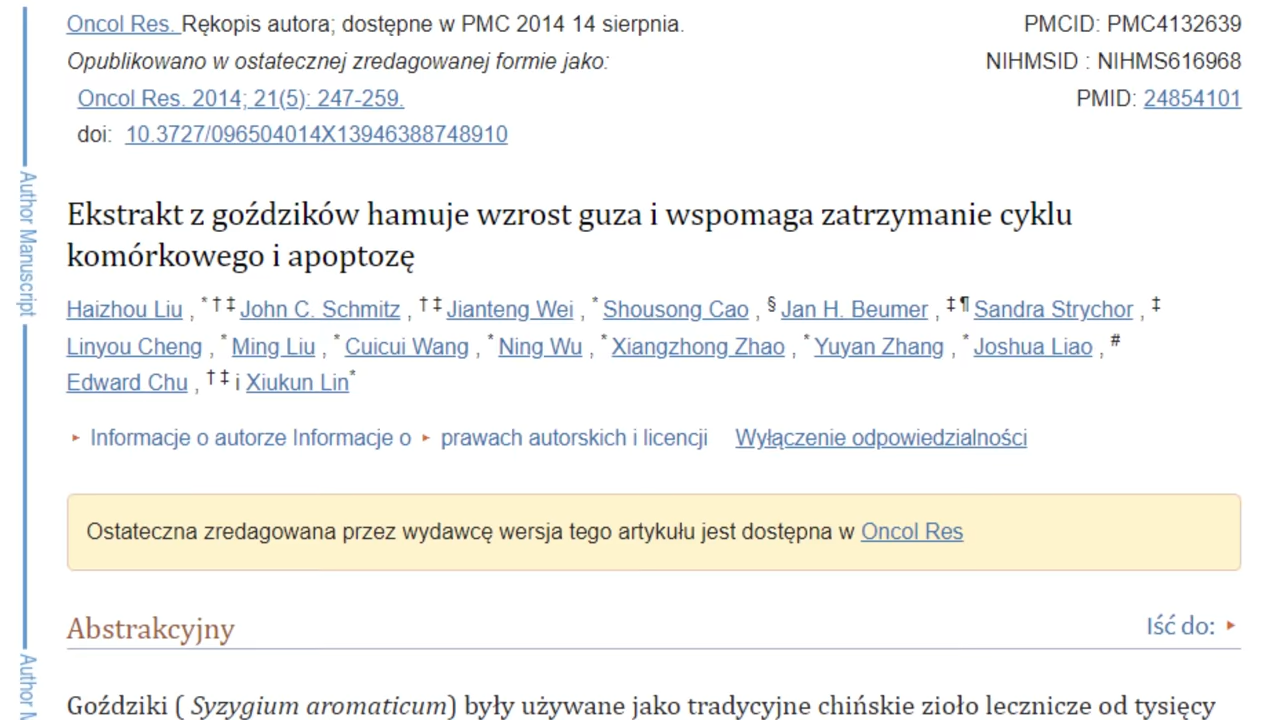 Oncol Res. Rękopis autora; dostępne w PMC 2014 14 sierpnia.
PMCID: PMC4132639
Opublikowano w ostatecznej zredagowanej formie jako:
NIHMSID : NIHMS616968
Oncol Res. 2014; 21(5): 247-259.
PMID: 24854101
doi: 10.3727/096504014X13946388748910
Author Manuscript
Ekstrakt z goździków hamuje wzrost guza i wspomaga zatrzymanie cyklu
komórkowego i apoptozę
Haizhou Liu , * † ‡ John C. Schmitz , † ‡ Jianteng Wei , * Shousong Cao , § Jan H. Beumer , ‡ ¶ Sandra Strychor , ‡
Linyou Cheng , * Ming Liu , * Cuicui Wang , * Ning Wu , * Xiangzhong Zhao , * Yuyan Zhang , * Joshua Liao , #
Edward Chu , † ‡ i Xiukun Lin *
▸ Informacje o autorze Informacje o ▸ prawach autorskich i licencji Wyłączenie odpowiedzialności
Ostateczna zredagowana przez wydawcę wersja tego artykułu jest dostępna w Oncol Res
Abstrakcyjny
Iść do: ▸
Author M
Goździki ( Syzygium aromaticum) były używane jako tradycyjne chińskie zioło lecznicze od tysięcy